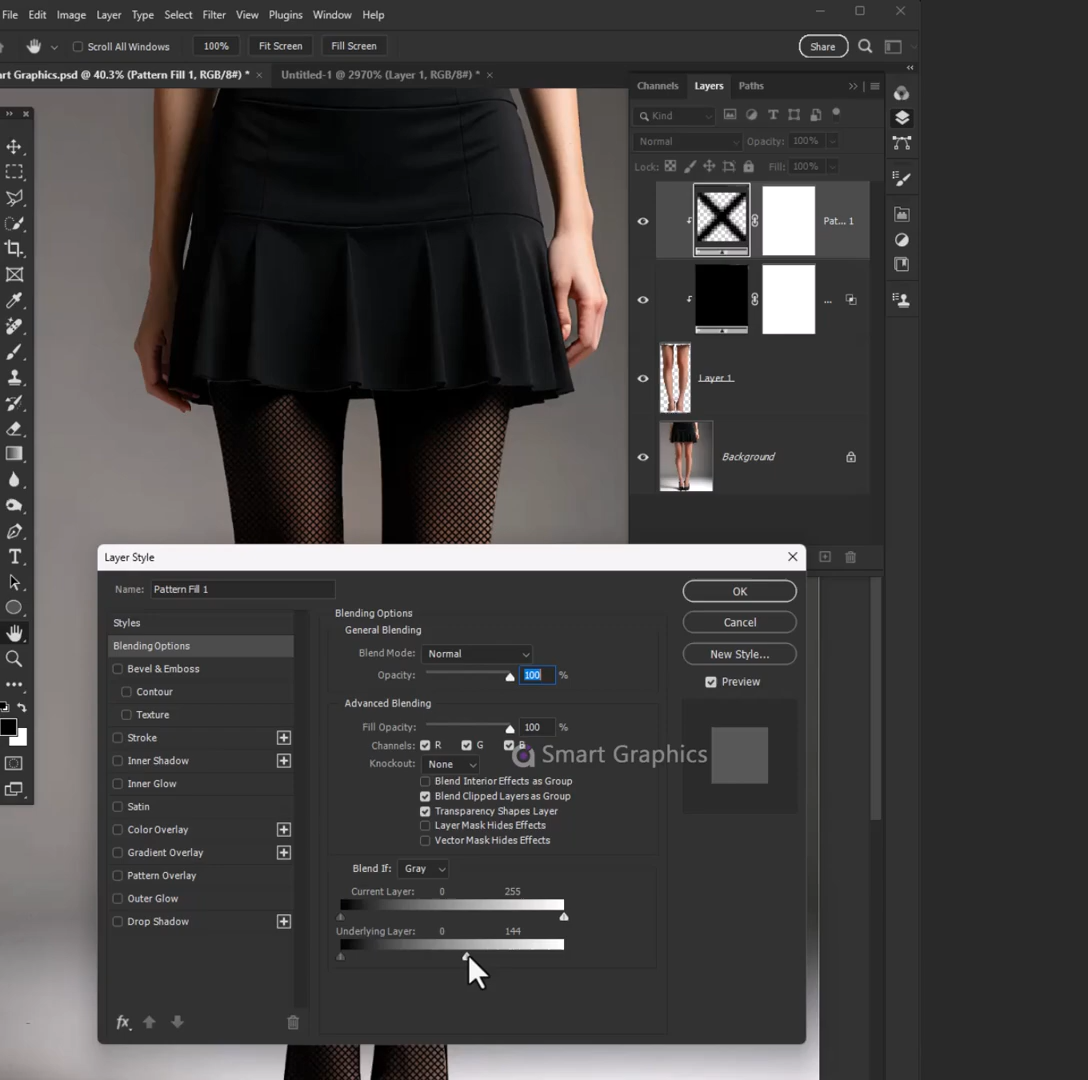 File Edit Image Layer Type Select Filter View Plugins Window Help
Scroll All Windows 100% Fit Screen Fill Screen Share
rt Graphics.psd @ 40.3% (Pattern Fill 1, RGB/8#) * × Untitled-1 @ 2970% (Layer 1, RGB/8#) * ×
Channels Layers Paths
Kind
Normal Opacity: 100%
Lock: Fill: 100%
Pat... 1
...
Layer 1
Background
Layer Style
Name: Pattern Fill 1
OK
Cancel
New Style...
Preview
Styles
Blending Options
Bevel & Emboss
Contour
Texture
Stroke
Inner Shadow
Inner Glow
Satin
Color Overlay
Gradient Overlay
Pattern Overlay
Outer Glow
Drop Shadow
fx
Blending Options
General Blending
Blend Mode: Normal
Opacity: 100 %
Advanced Blending
Fill Opacity: 100 %
Channels: R G B
Smart Graphics
Knockout: None
Blend Interior Effects as Group
Blend Clipped Layers as Group
Transparency Shapes Layer
Layer Mask Hides Effects
Vector Mask Hides Effects
Blend If: Gray
Current Layer: 0 255
Underlying Layer: 0 144